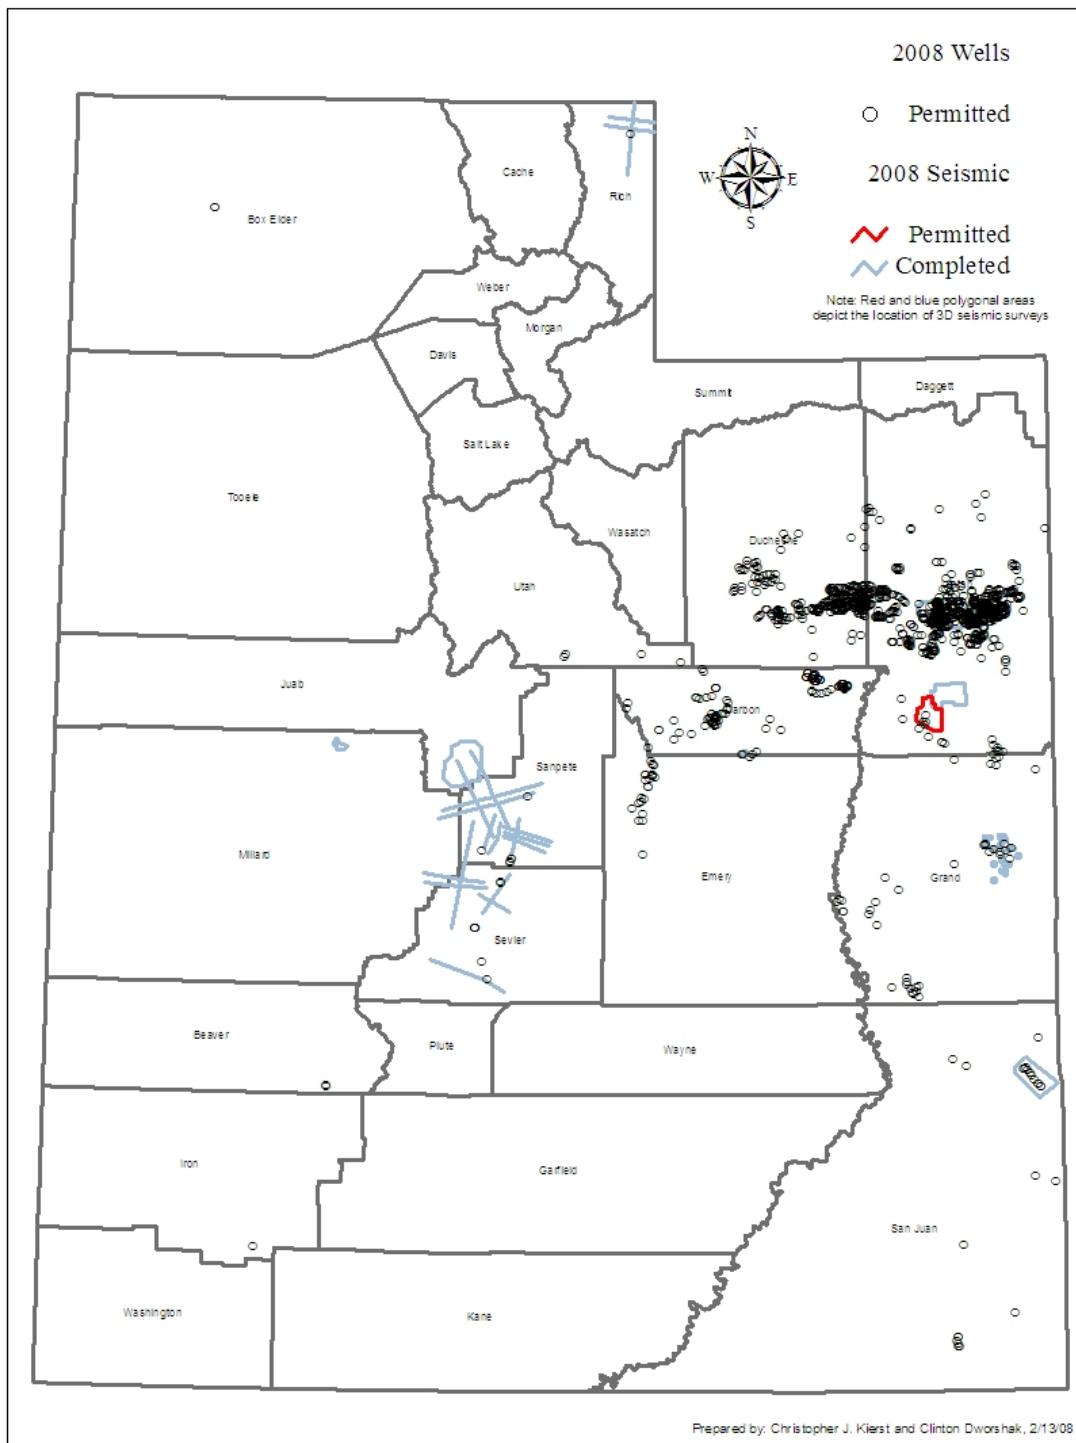 2008 Wells
Permitted
2008 Seismic
Permitted
Completed
Note: Red and blue polygonal areas
depict the location of 3D seismic surveys
N
W E
S
Cache
Rich
Box Elder
Weber
Morgan
Davis
Summit
Daggett
Salt Lake
Tooele
Wasatch
Duchesne
Utah
Juab
Carbon
Sanpete
Millard
Emery
Grand
Sevier
Beaver
Piute
Wayne
Iron
Garfield
San Juan
Washington
Kane
Prepared by: Christopher J. Kierst and Clinton Dworshak, 2/13/08